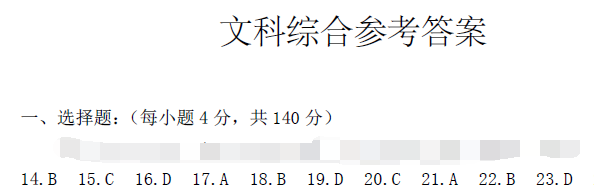 文科综合参考答案
一、选择题：（每小题4分，共140分）
14.B 15.C 16.D 17.A 18.B 19.D 20.C 21.A 22.B 23.D